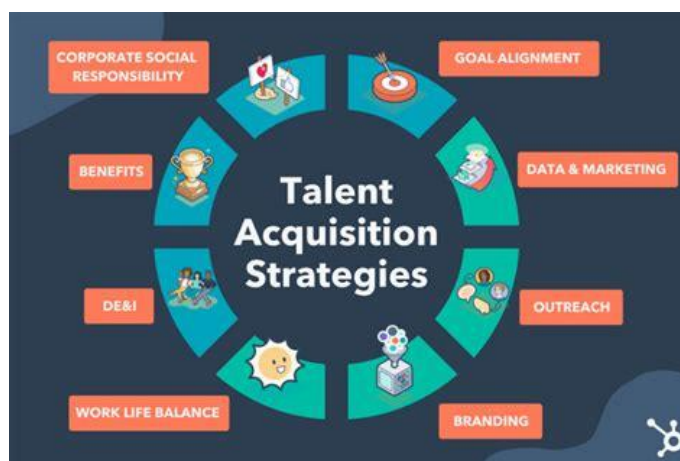 CORPORATE SOCIAL
RESPONSIBILITY
GOAL ALIGNMENT
BENEFITS
DATA & MARKETING
Talent
Acquisition
Strategies
DE&I
OUTREACH
WORK LIFE BALANCE
BRANDING